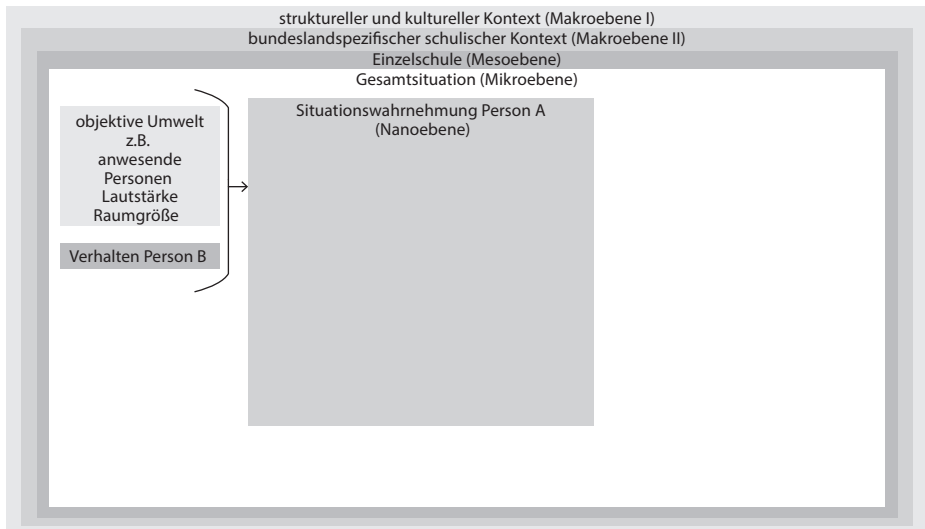 struktureller und kultureller Kontext (Makroebene I)
bundeslandspezifischer schulischer Kontext (Makroebene II)
Einzelschule (Mesoebene)
Gesamtsituation (Mikroebene)
objektive Umwelt
z.B.
anwesende
Personen
Lautstärke
Raumgröße
Verhalten Person B
Situationswahrnehmung Person A
(Nanoebene)